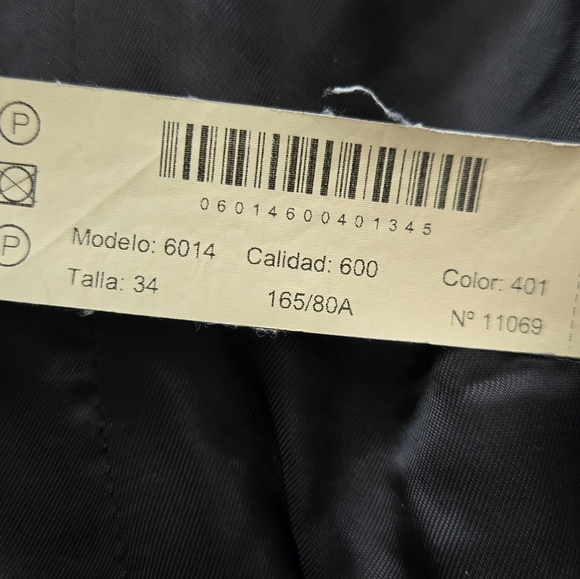 P
P
06014600401345
Modelo: 6014 Calidad: 600 Color: 401
Talla: 34 165/80A Nº 11069